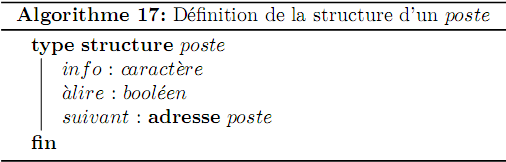 Algorithme 17: Définition de la structure d'un poste
type structure poste
info : caractère
àlire : booléen
suivant : adresse poste
fin